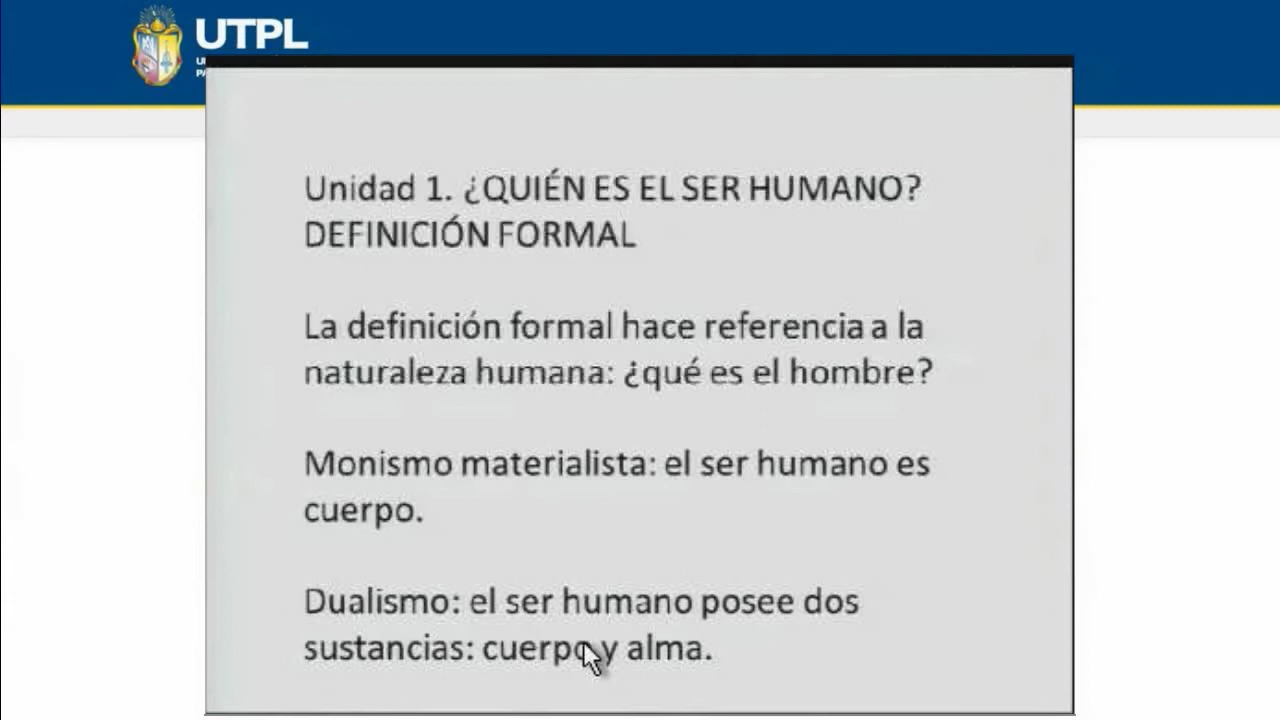 UTPL
Unidad 1. ¿QUIÉN ES EL SER HUMANO?
DEFINICIÓN FORMAL
La definición formal hace referencia a la
naturaleza humana: ¿qué es el hombre?
Monismo materialista: el ser humano es
cuerpo.
Dualismo: el ser humano posee dos
sustancias: cuerpo y alma.